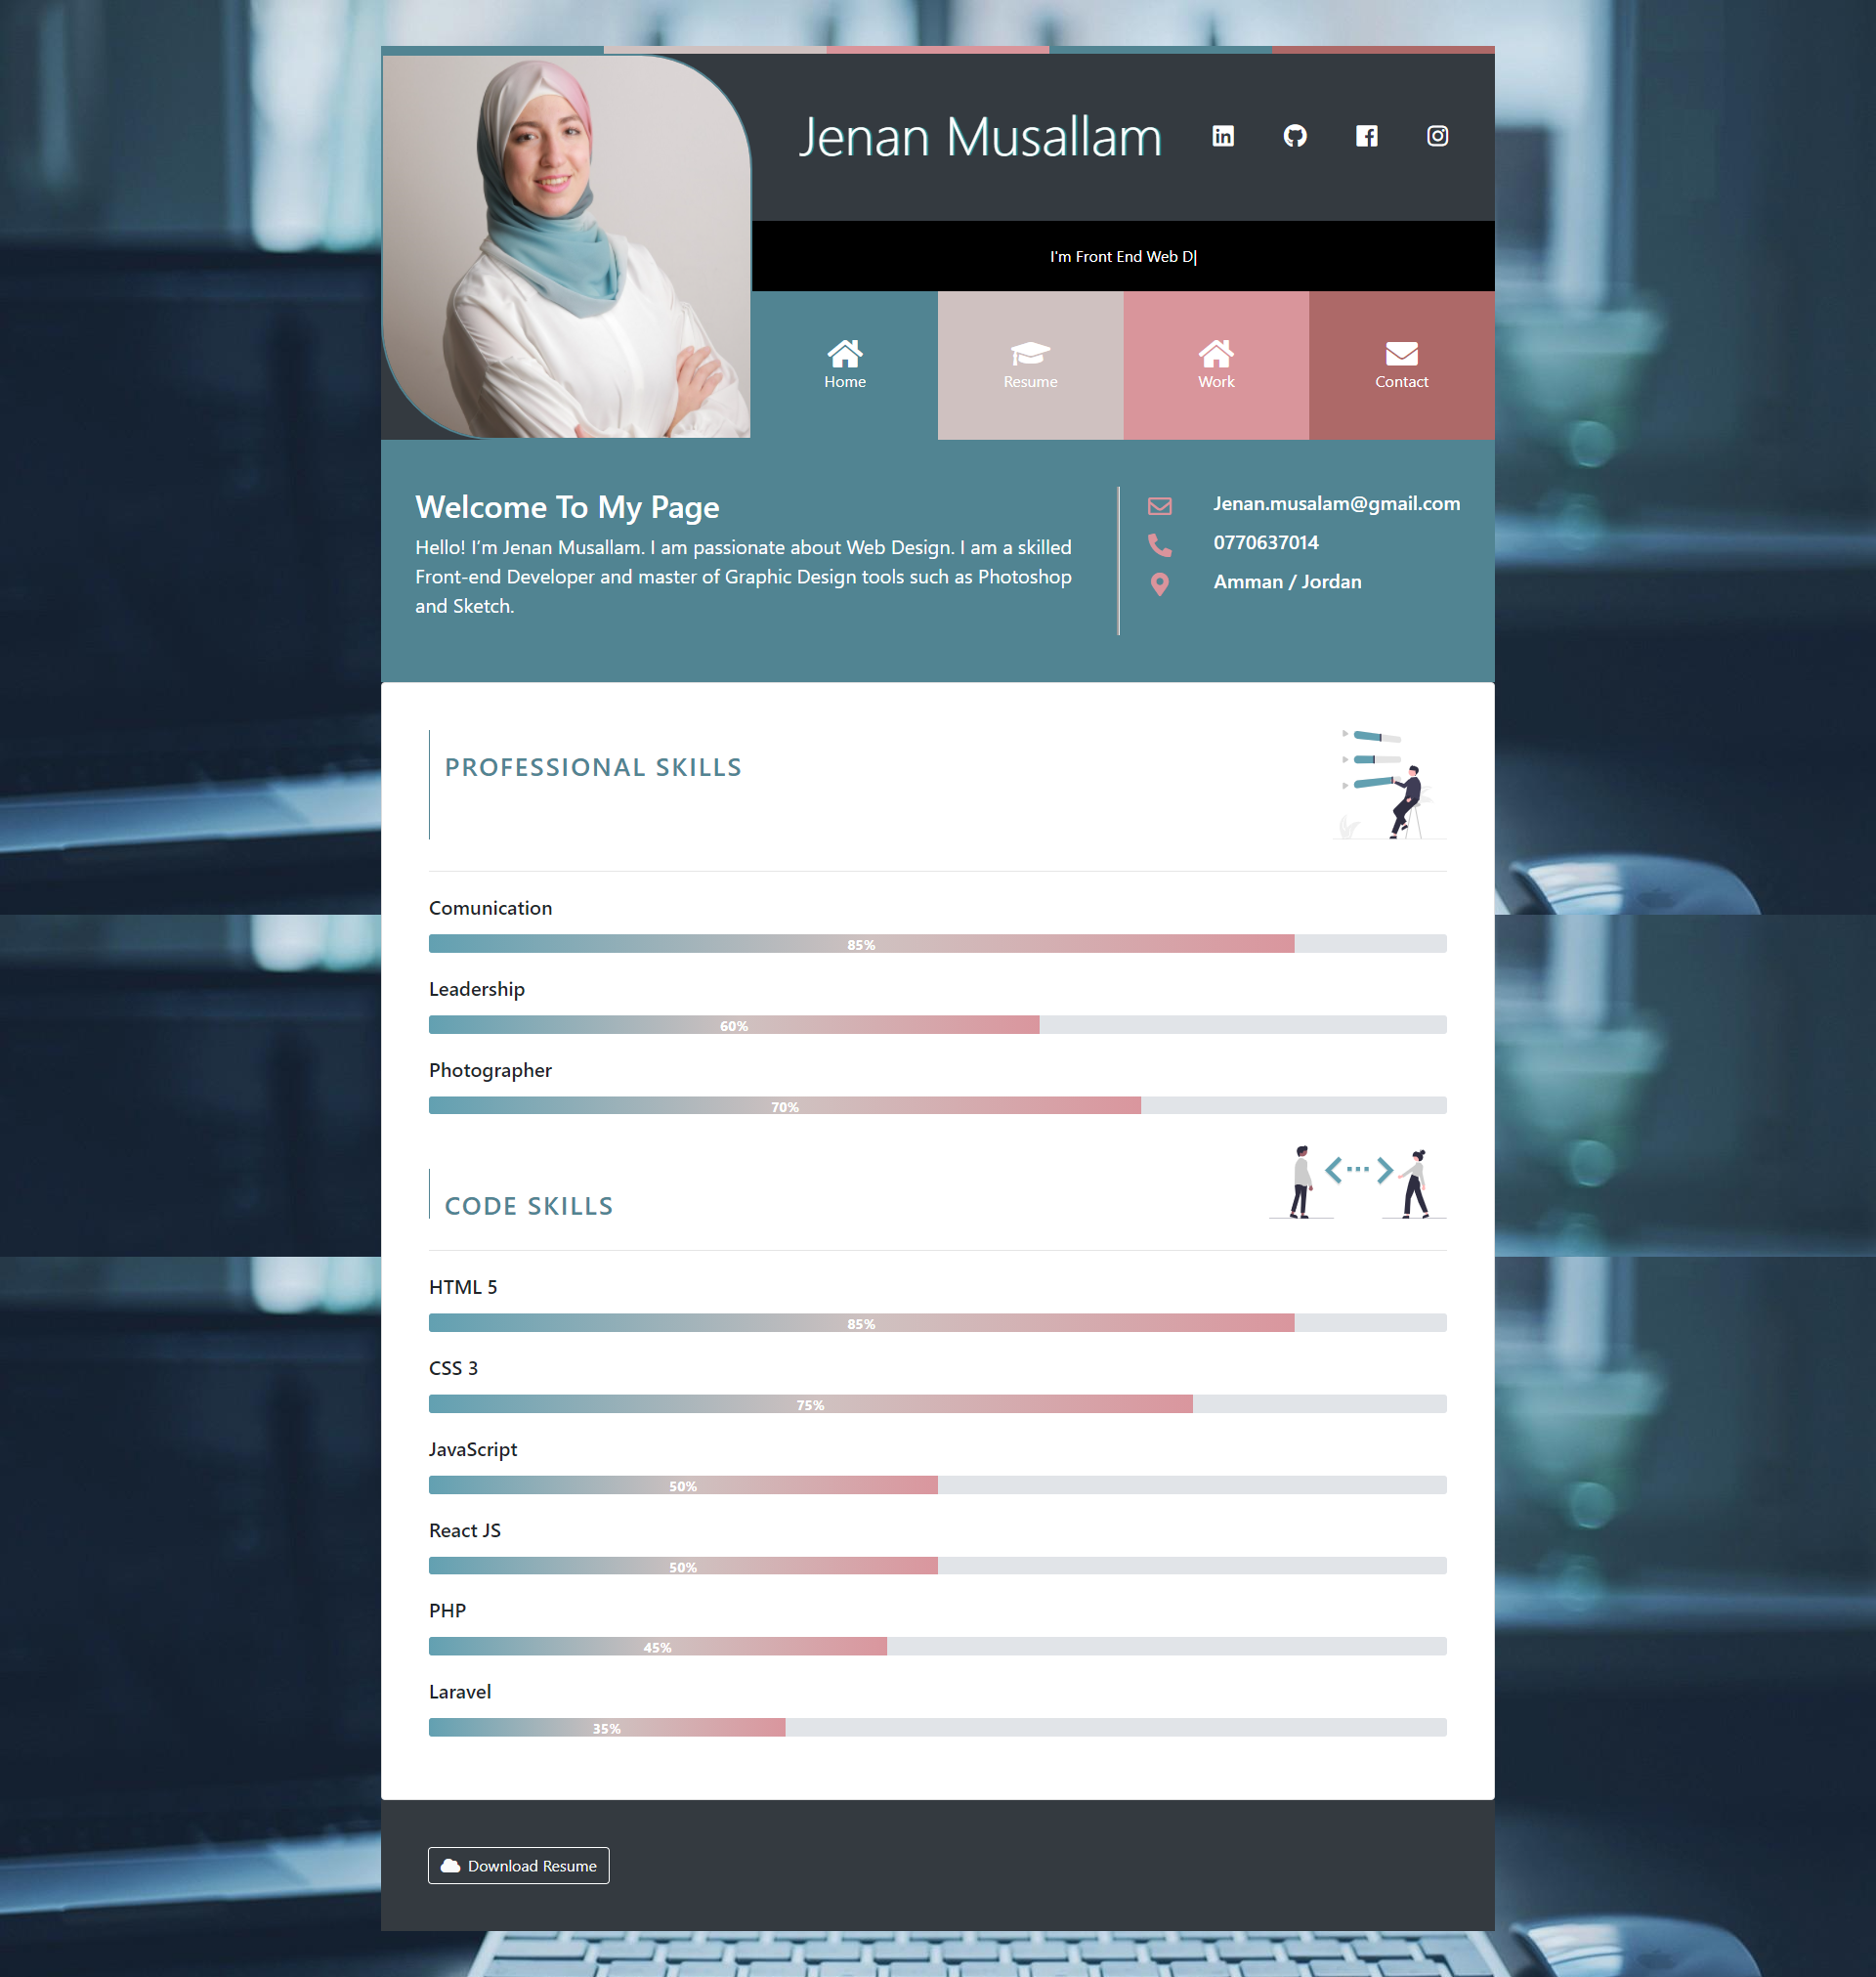 Jenan Musallam
I'm Front End Web D|
Home
Resume
Work
Contact
Welcome To My Page
Hello! I’m Jenan Musallam. I am passionate about Web Design. I am a skilled
Front-end Developer and master of Graphic Design tools such as Photoshop
and Sketch.
Jenan.musalam@gmail.com
0770637014
Amman / Jordan
PROFESSIONAL SKILLS
Comunication
85%
Leadership
60%
Photographer
70%
CODE SKILLS
HTML 5
85%
CSS 3
75%
JavaScript
50%
React JS
50%
PHP
45%
Laravel
35%
Download Resume